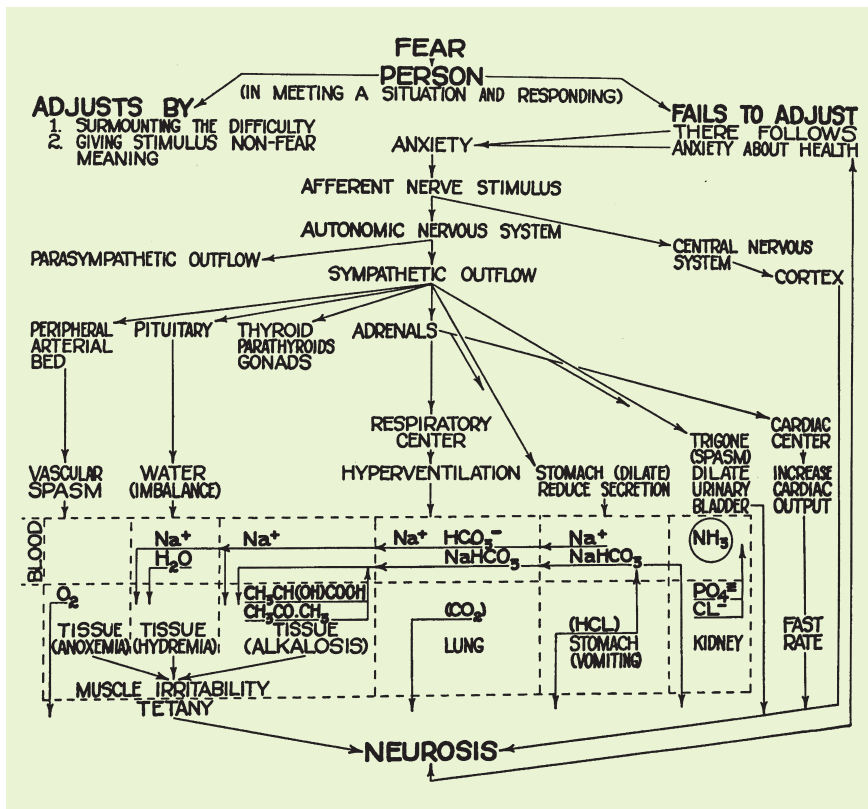 FEAR
PERSON
(IN MEETING A SITUATION AND RESPONDING)
ADJUSTS BY
1. SURMOUNTING THE DIFFICULTY
2. GIVING STIMULUS NON-FEAR
MEANING
FAILS TO ADJUST
THERE FOLLOWS
ANXIETY ABOUT HEALTH
ANXIETY
AFFERENT NERVE STIMULUS
AUTONOMIC NERVOUS SYSTEM
CENTRAL NERVOUS
SYSTEM
CORTEX
PARASYMPATHETIC OUTFLOW
SYMPATHETIC OUTFLOW
PERIPHERAL
ARTERIAL
BED
PITUITARY
THYROID
PARATHYROIDS
GONADS
ADRENALS
RESPIRATORY
CENTER
CARDIAC
CENTER
TRIGONE
(SPASM)
DILATE
URINARY
BLADDER
VASCULAR
SPASM
WATER
(IMBALANCE)
HYPERVENTILATION
STOMACH (DILATE)
REDUCE SECRETION
INCREASE
CARDIAC
OUTPUT
BLOOD
Na⁺
H₂O
Na⁺
Na⁺ HCO₃⁻
NaHCO₃
Na⁺
NaHCO₃
NH₃
O₂
CH₃CH(OH)COOH
CH₃CO.CH₃
(CO₂)
(HCL)
PO₄≡
CL⁻
TISSUE
(ANOXEMIA)
TISSUE
(HYDREMIA)
TISSUE
(ALKALOSIS)
LUNG
STOMACH
(VOMITING)
KIDNEY
FAST
RATE
MUSCLE IRRITABILITY
TETANY
NEUROSIS